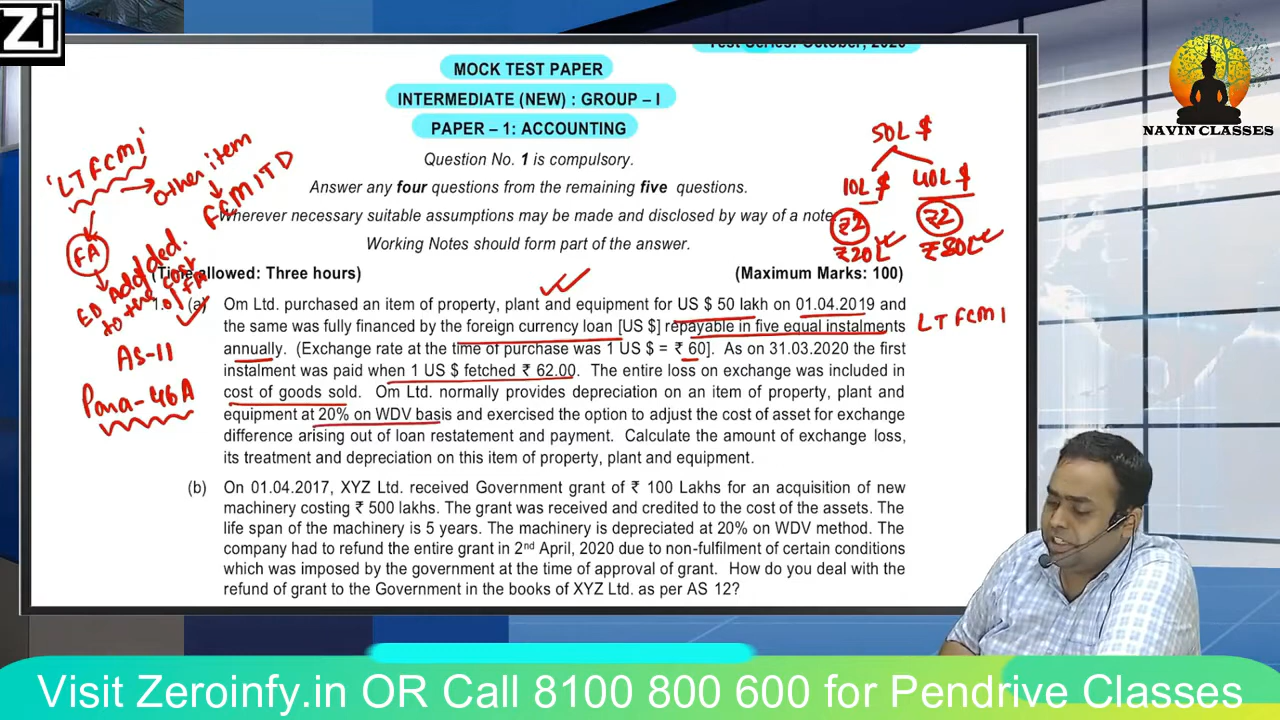 Zi
Test Series: October, 2020
MOCK TEST PAPER
INTERMEDIATE (NEW) : GROUP – I
PAPER – 1: ACCOUNTING
Question No. 1 is compulsory.
Answer any four questions from the remaining five questions.
Wherever necessary suitable assumptions may be made and disclosed by way of a note.
Working Notes should form part of the answer.
(Time allowed: Three hours) (Maximum Marks: 100)
1. (a) Om Ltd. purchased an item of property, plant and equipment for US $ 50 lakh on 01.04.2019 and
the same was fully financed by the foreign currency loan [US $] repayable in five equal instalments
annually. (Exchange rate at the time of purchase was 1 US $ = ₹ 60]. As on 31.03.2020 the first
instalment was paid when 1 US $ fetched ₹ 62.00. The entire loss on exchange was included in
cost of goods sold. Om Ltd. normally provides depreciation on an item of property, plant and
equipment at 20% on WDV basis and exercised the option to adjust the cost of asset for exchange
difference arising out of loan restatement and payment. Calculate the amount of exchange loss,
its treatment and depreciation on this item of property, plant and equipment.
(b) On 01.04.2017, XYZ Ltd. received Government grant of ₹ 100 Lakhs for an acquisition of new
machinery costing ₹ 500 lakhs. The grant was received and credited to the cost of the assets. The
life span of the machinery is 5 years. The machinery is depreciated at 20% on WDV method. The
company had to refund the entire grant in 2nd April, 2020 due to non-fulfilment of certain conditions
which was imposed by the government at the time of approval of grant. How do you deal with the
refund of grant to the Government in the books of XYZ Ltd. as per AS 12?
'LTFCMI'
Other item
FCMITD
FA
ED Added
to the cost
of FA
AS-11
Para-46A
50L $
10L $ 40L $
₹2 ₹2
₹20L ₹80L
LTFCMI
NAVIN CLASSES
Visit Zeroinfy.in OR Call 8100 800 600 for Pendrive Classes